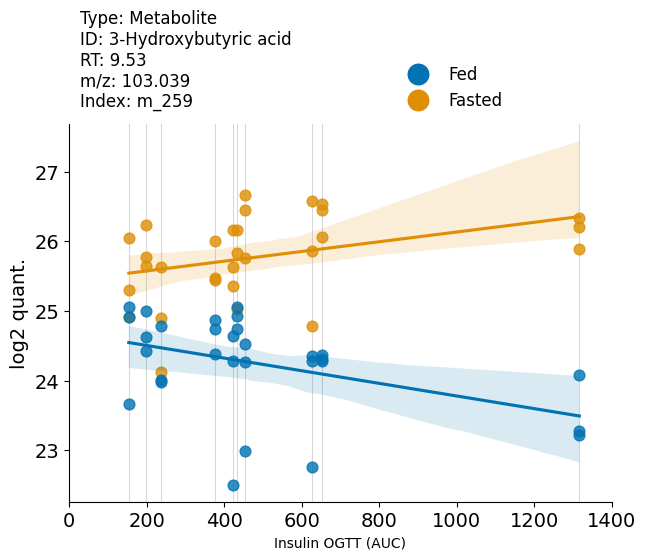 Type: Metabolite
ID: 3-Hydroxybutyric acid
RT: 9.53
m/z: 103.039
Index: m_259
Fed
Fasted
27
26
25
24
23
log2 quant.
0 200 400 600 800 1000 1200 1400
Insulin OGTT (AUC)